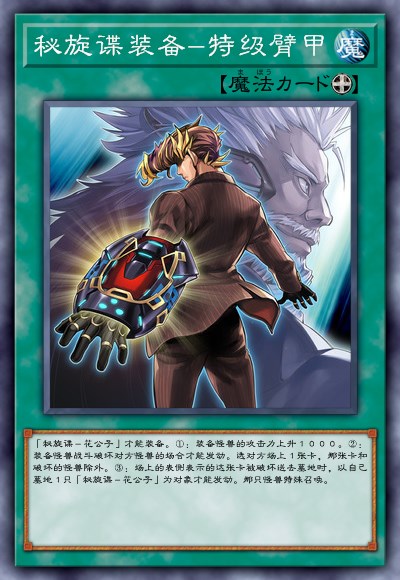 秘旋谍装备-特级臂甲
魔
【魔法カード】
まほう
「秘旋谍-花公子」才能装备。①：装备怪兽的攻击力上升1000。②：
装备怪兽战斗破坏对方怪兽的场合才能发动。选对方场上1张卡，那张卡和
破坏的怪兽除外。③：场上的表侧表示的这张卡被破坏送去墓地时，以自己
墓地1只「秘旋谍-花公子」为对象才能发动。那只怪兽特殊召唤。